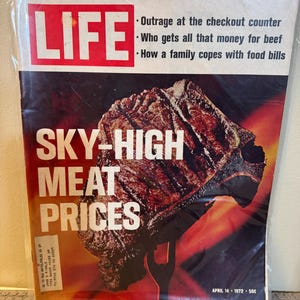 LIFE
• Outrage at the checkout counter
• Who gets all that money for beef
• How a family copes with food bills
SKY-HIGH
MEAT
PRICES
APRIL 14 • 1972 • 50¢